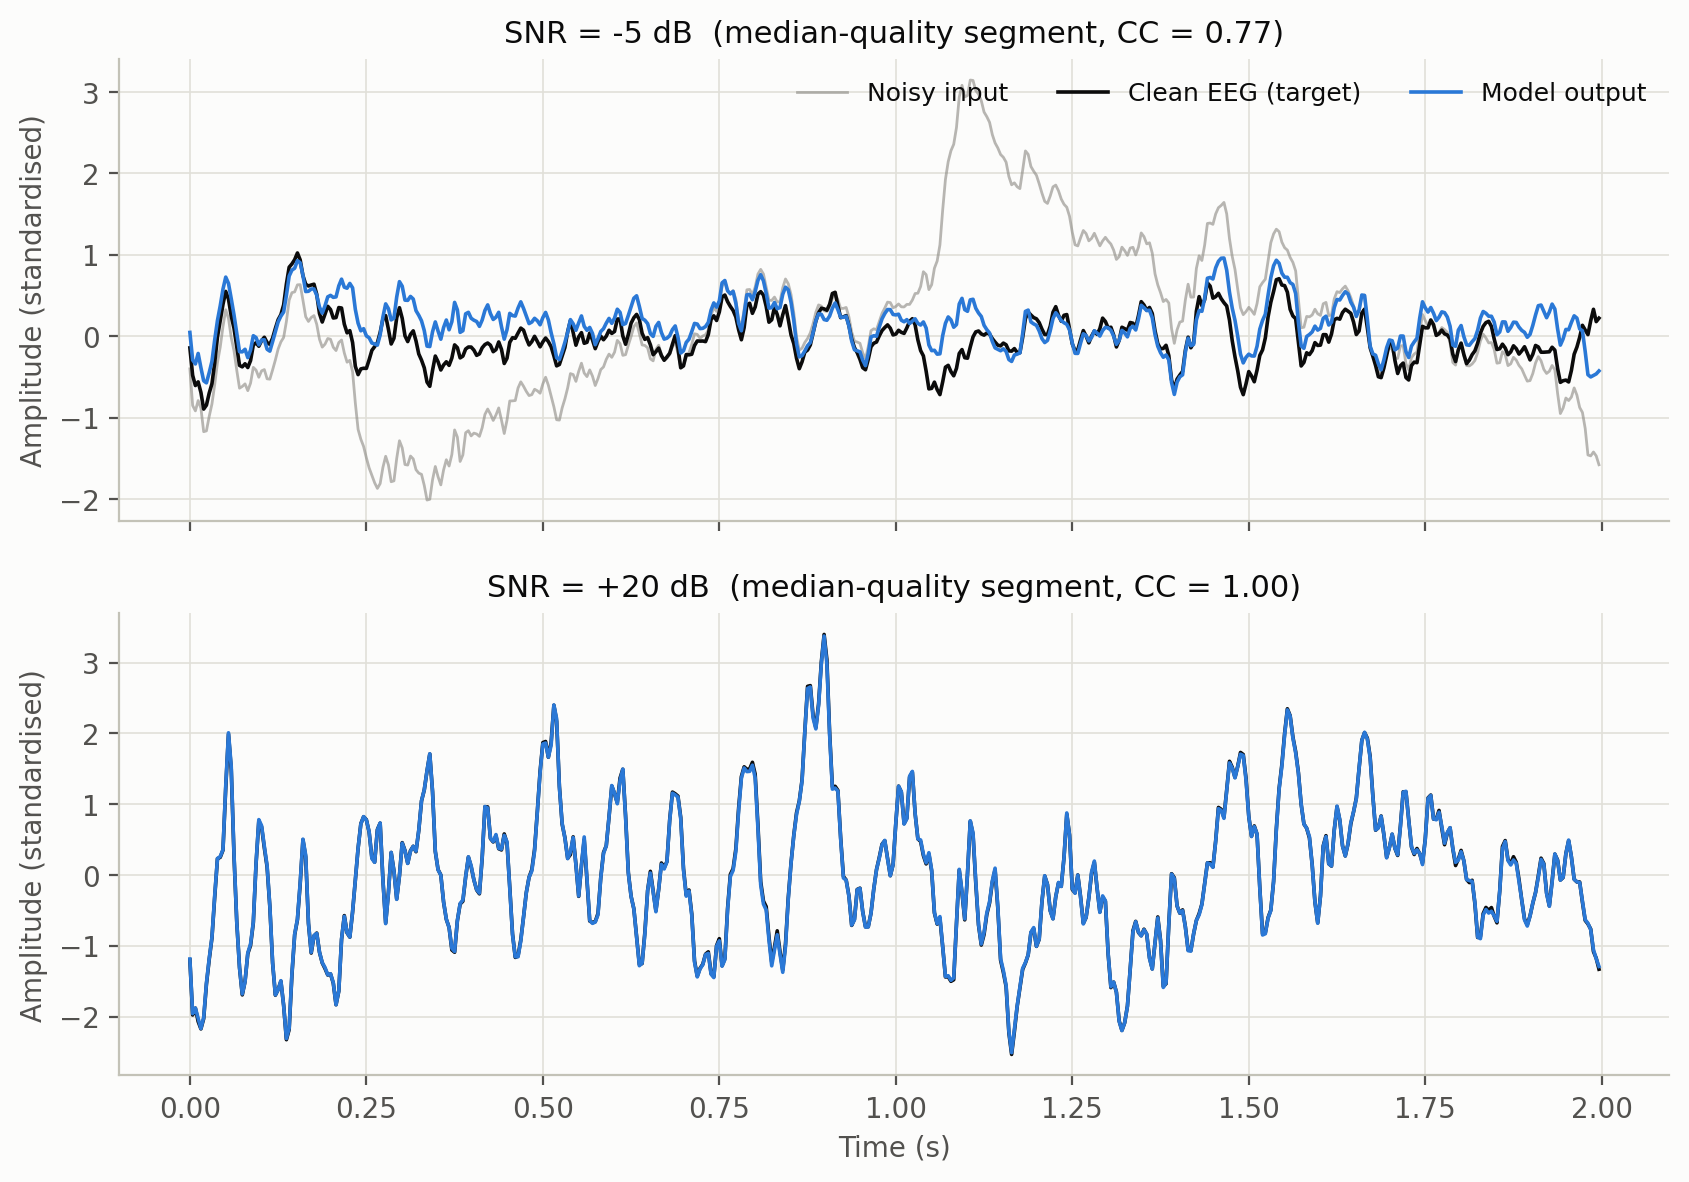 SNR = -5 dB  (median-quality segment, CC = 0.77)
Noisy input
Clean EEG (target)
Model output
Amplitude (standardised)
3
2
1
0
−1
−2
SNR = +20 dB  (median-quality segment, CC = 1.00)
Amplitude (standardised)
3
2
1
0
−1
−2
0.00 0.25 0.50 0.75 1.00 1.25 1.50 1.75 2.00
Time (s)